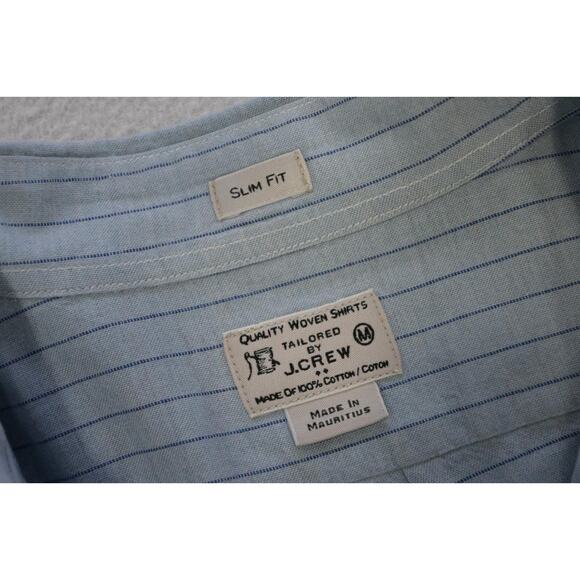 SLIM FIT
QUALITY WOVEN SHIRTS
TAILORED
BY
M
J.CREW
MADE OF 100% COTTON / COTON
MADE IN
MAURITIUS